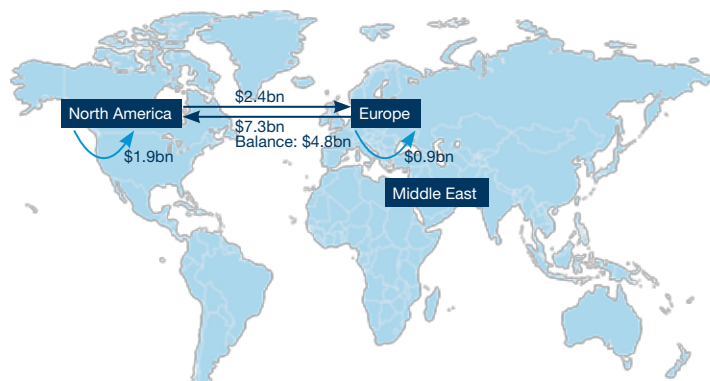 $2.4bn
North America
Europe
$7.3bn
Balance: $4.8bn
$1.9bn
$0.9bn
Middle East